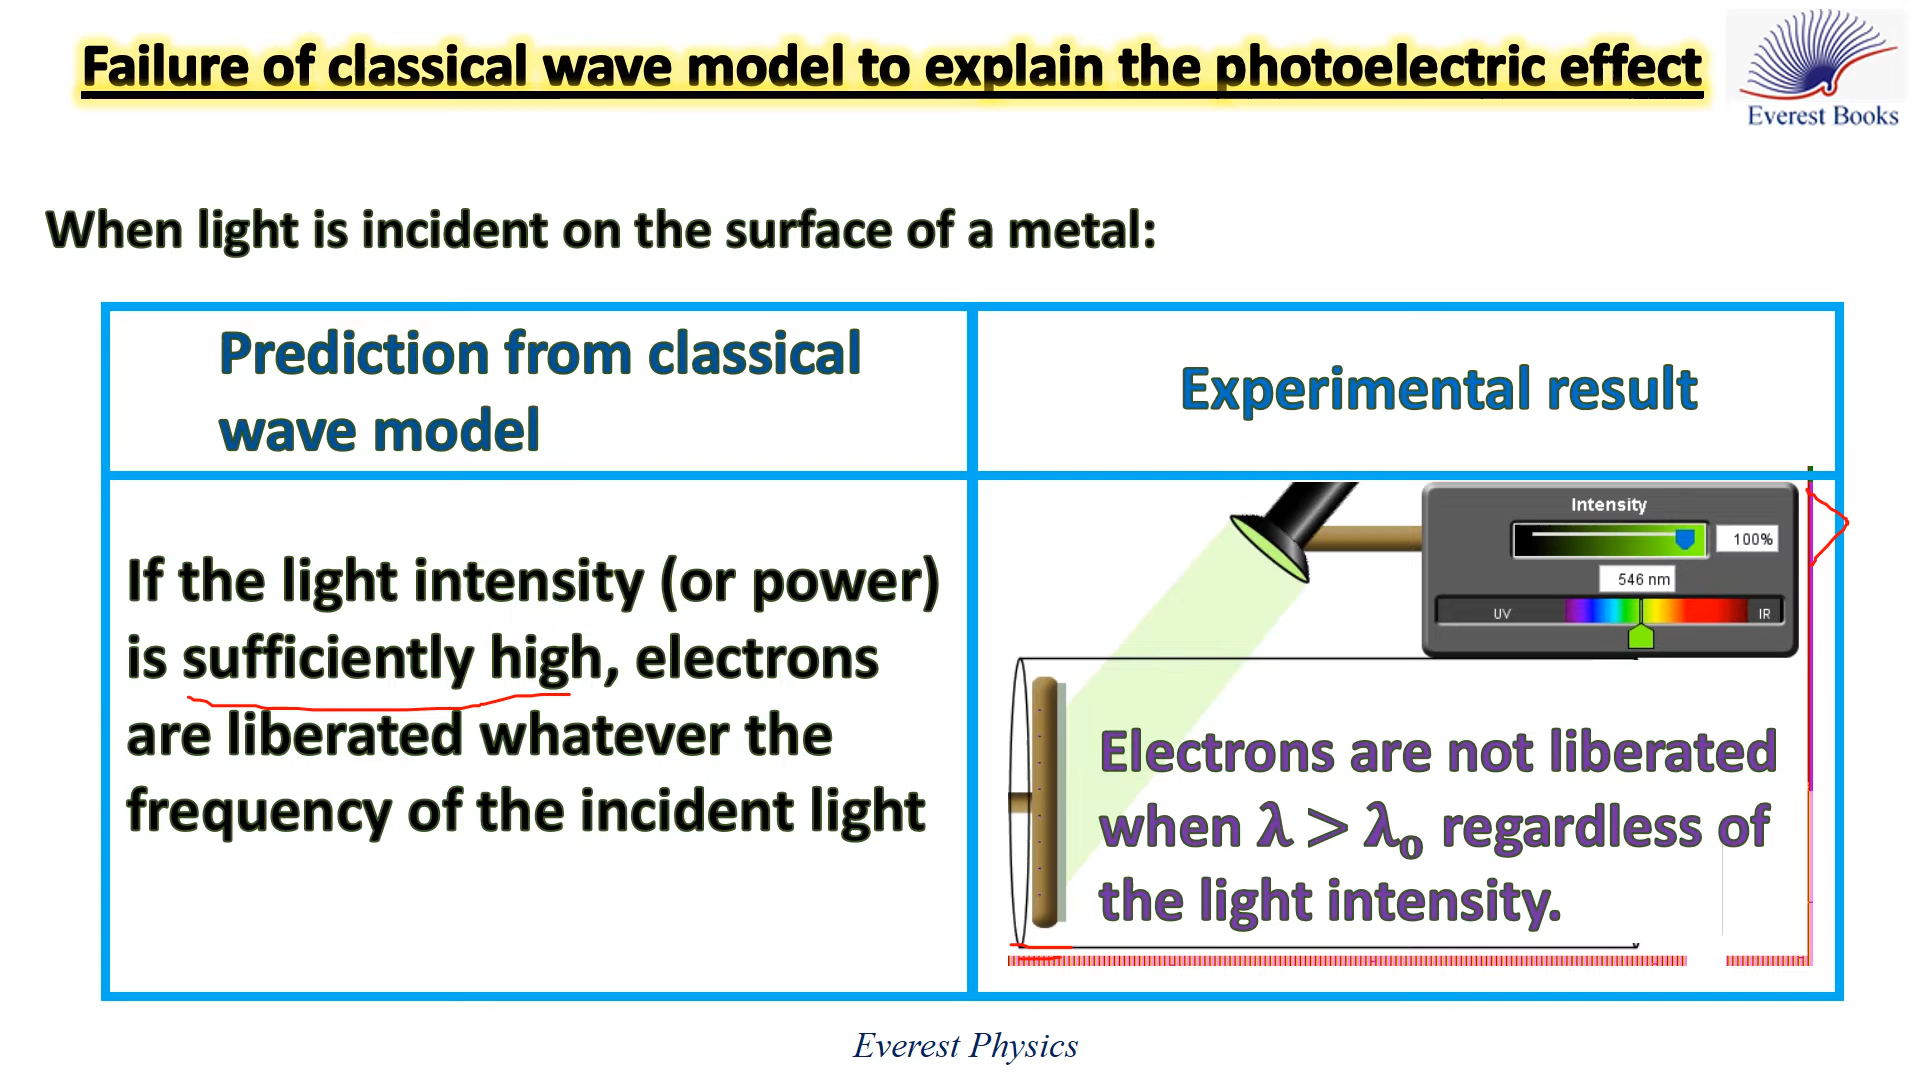 Failure of classical wave model to explain the photoelectric effect
Everest Books
When light is incident on the surface of a metal:
Prediction from classical
wave model
Experimental result
If the light intensity (or power)
is sufficiently high, electrons
are liberated whatever the
frequency of the incident light
Intensity
100%
546 nm
UV
IR
Electrons are not liberated
when λ > λ₀ regardless of
the light intensity.
Everest Physics